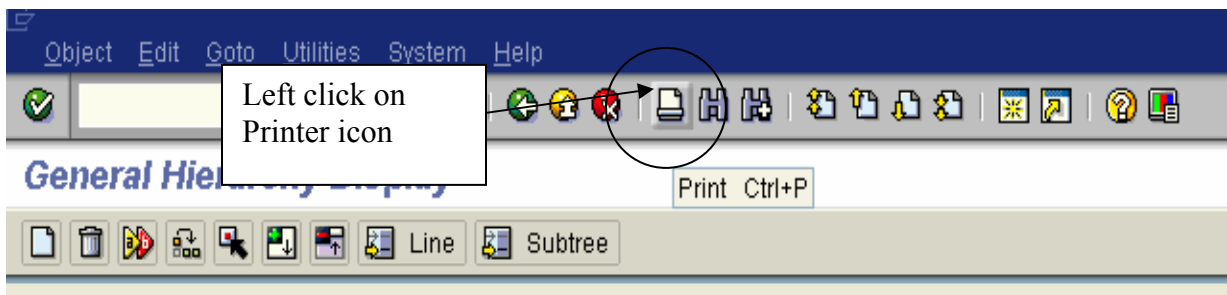 Object Edit Goto Utilities System Help
Left click on
Printer icon
General Hierarchy Display
Print Ctrl+P
Line Subtree